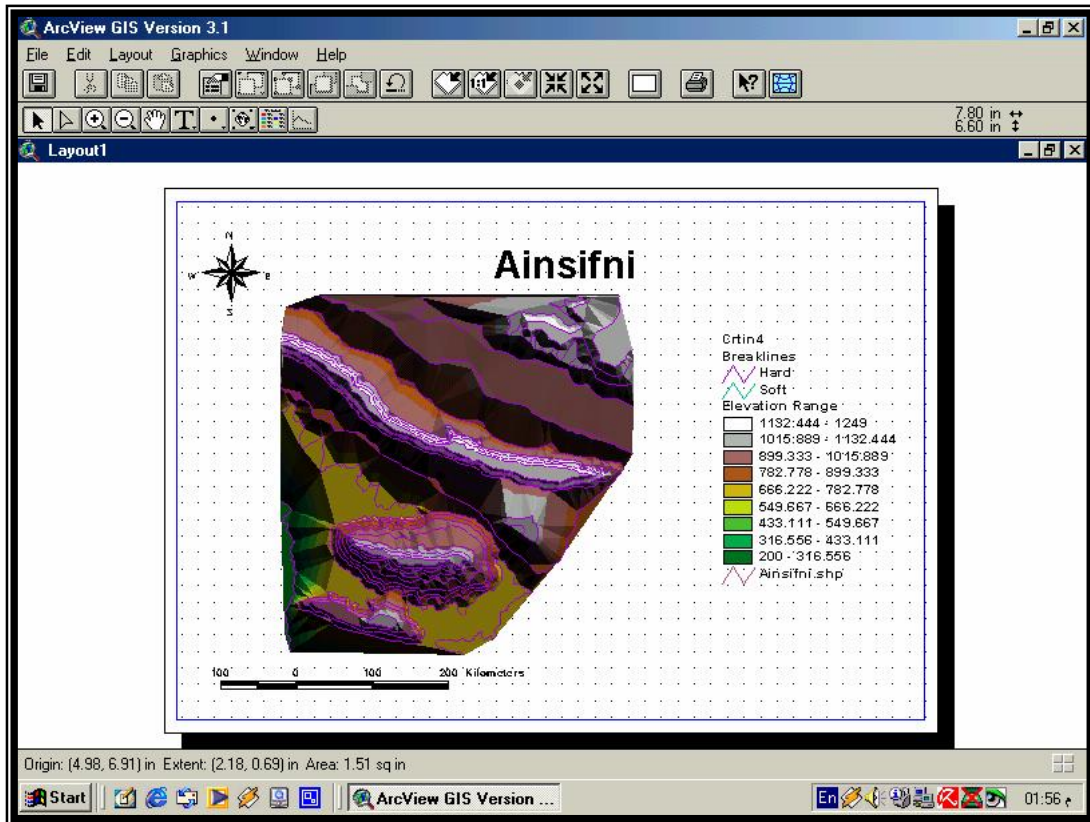 ArcView GIS Version 3.1
File Edit Layout Graphics Window Help
7.80 in
6.60 in
Layout1
N
W E
S
Ainsifni
Crtin4
Breaklines
Hard
Soft
Elevation Range
1132.444 - 1249
1015.889 - 1132.444
899.333 - 1015.889
782.778 - 899.333
666.222 - 782.778
549.667 - 666.222
433.111 - 549.667
316.556 - 433.111
200 - 316.556
Ainsifni.shp
100 0 100 200 Kilometers
Origin: (4.98, 6.91) in Extent: (2.18, 0.69) in Area: 1.51 sq in
Start ArcView GIS Version ... En 01:56 م